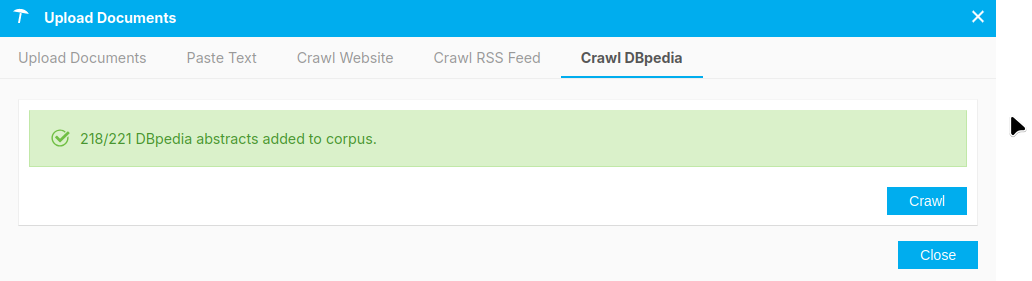 Upload Documents
Upload Documents Paste Text Crawl Website Crawl RSS Feed Crawl DBpedia
218/221 DBpedia abstracts added to corpus.
Crawl
Close